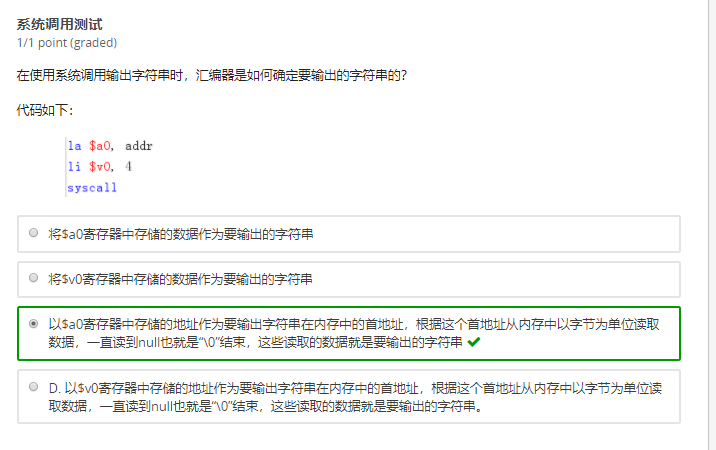 系统调用测试
1/1 point (graded)
在使用系统调用输出字符串时，汇编器是如何确定要输出的字符串的？
代码如下：
la $a0, addr
li $v0, 4
syscall
将$a0寄存器中存储的数据作为要输出的字符串
将$v0寄存器中存储的数据作为要输出的字符串
以$a0寄存器中存储的地址作为要输出字符串在内存中的首地址，根据这个首地址从内存中以字节为单位读取
数据，一直读到null也就是“\0”结束，这些读取的数据就是要输出的字符串
D. 以$v0寄存器中存储的地址作为要输出字符串在内存中的首地址，根据这个首地址从内存中以字节为单位读
取数据，一直读到null也就是“\0”结束，这些读取的数据就是要输出的字符串。